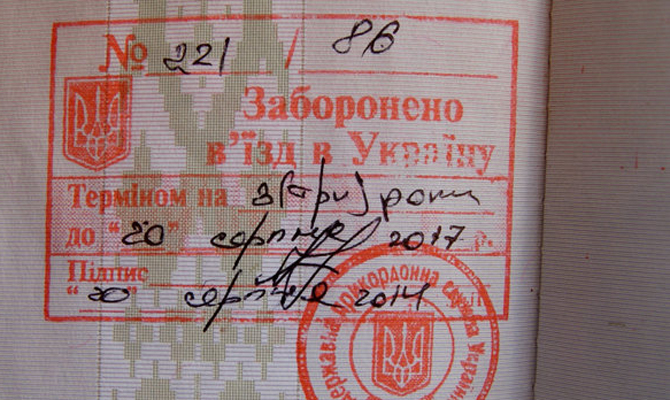 № 221 / 86
Заборонено
в’їзд в Україну
Терміном на 3(три) роки
до “20” серпня 2017 р.
Підпис
“20” серпня 2014
Державна прикордонна служба України